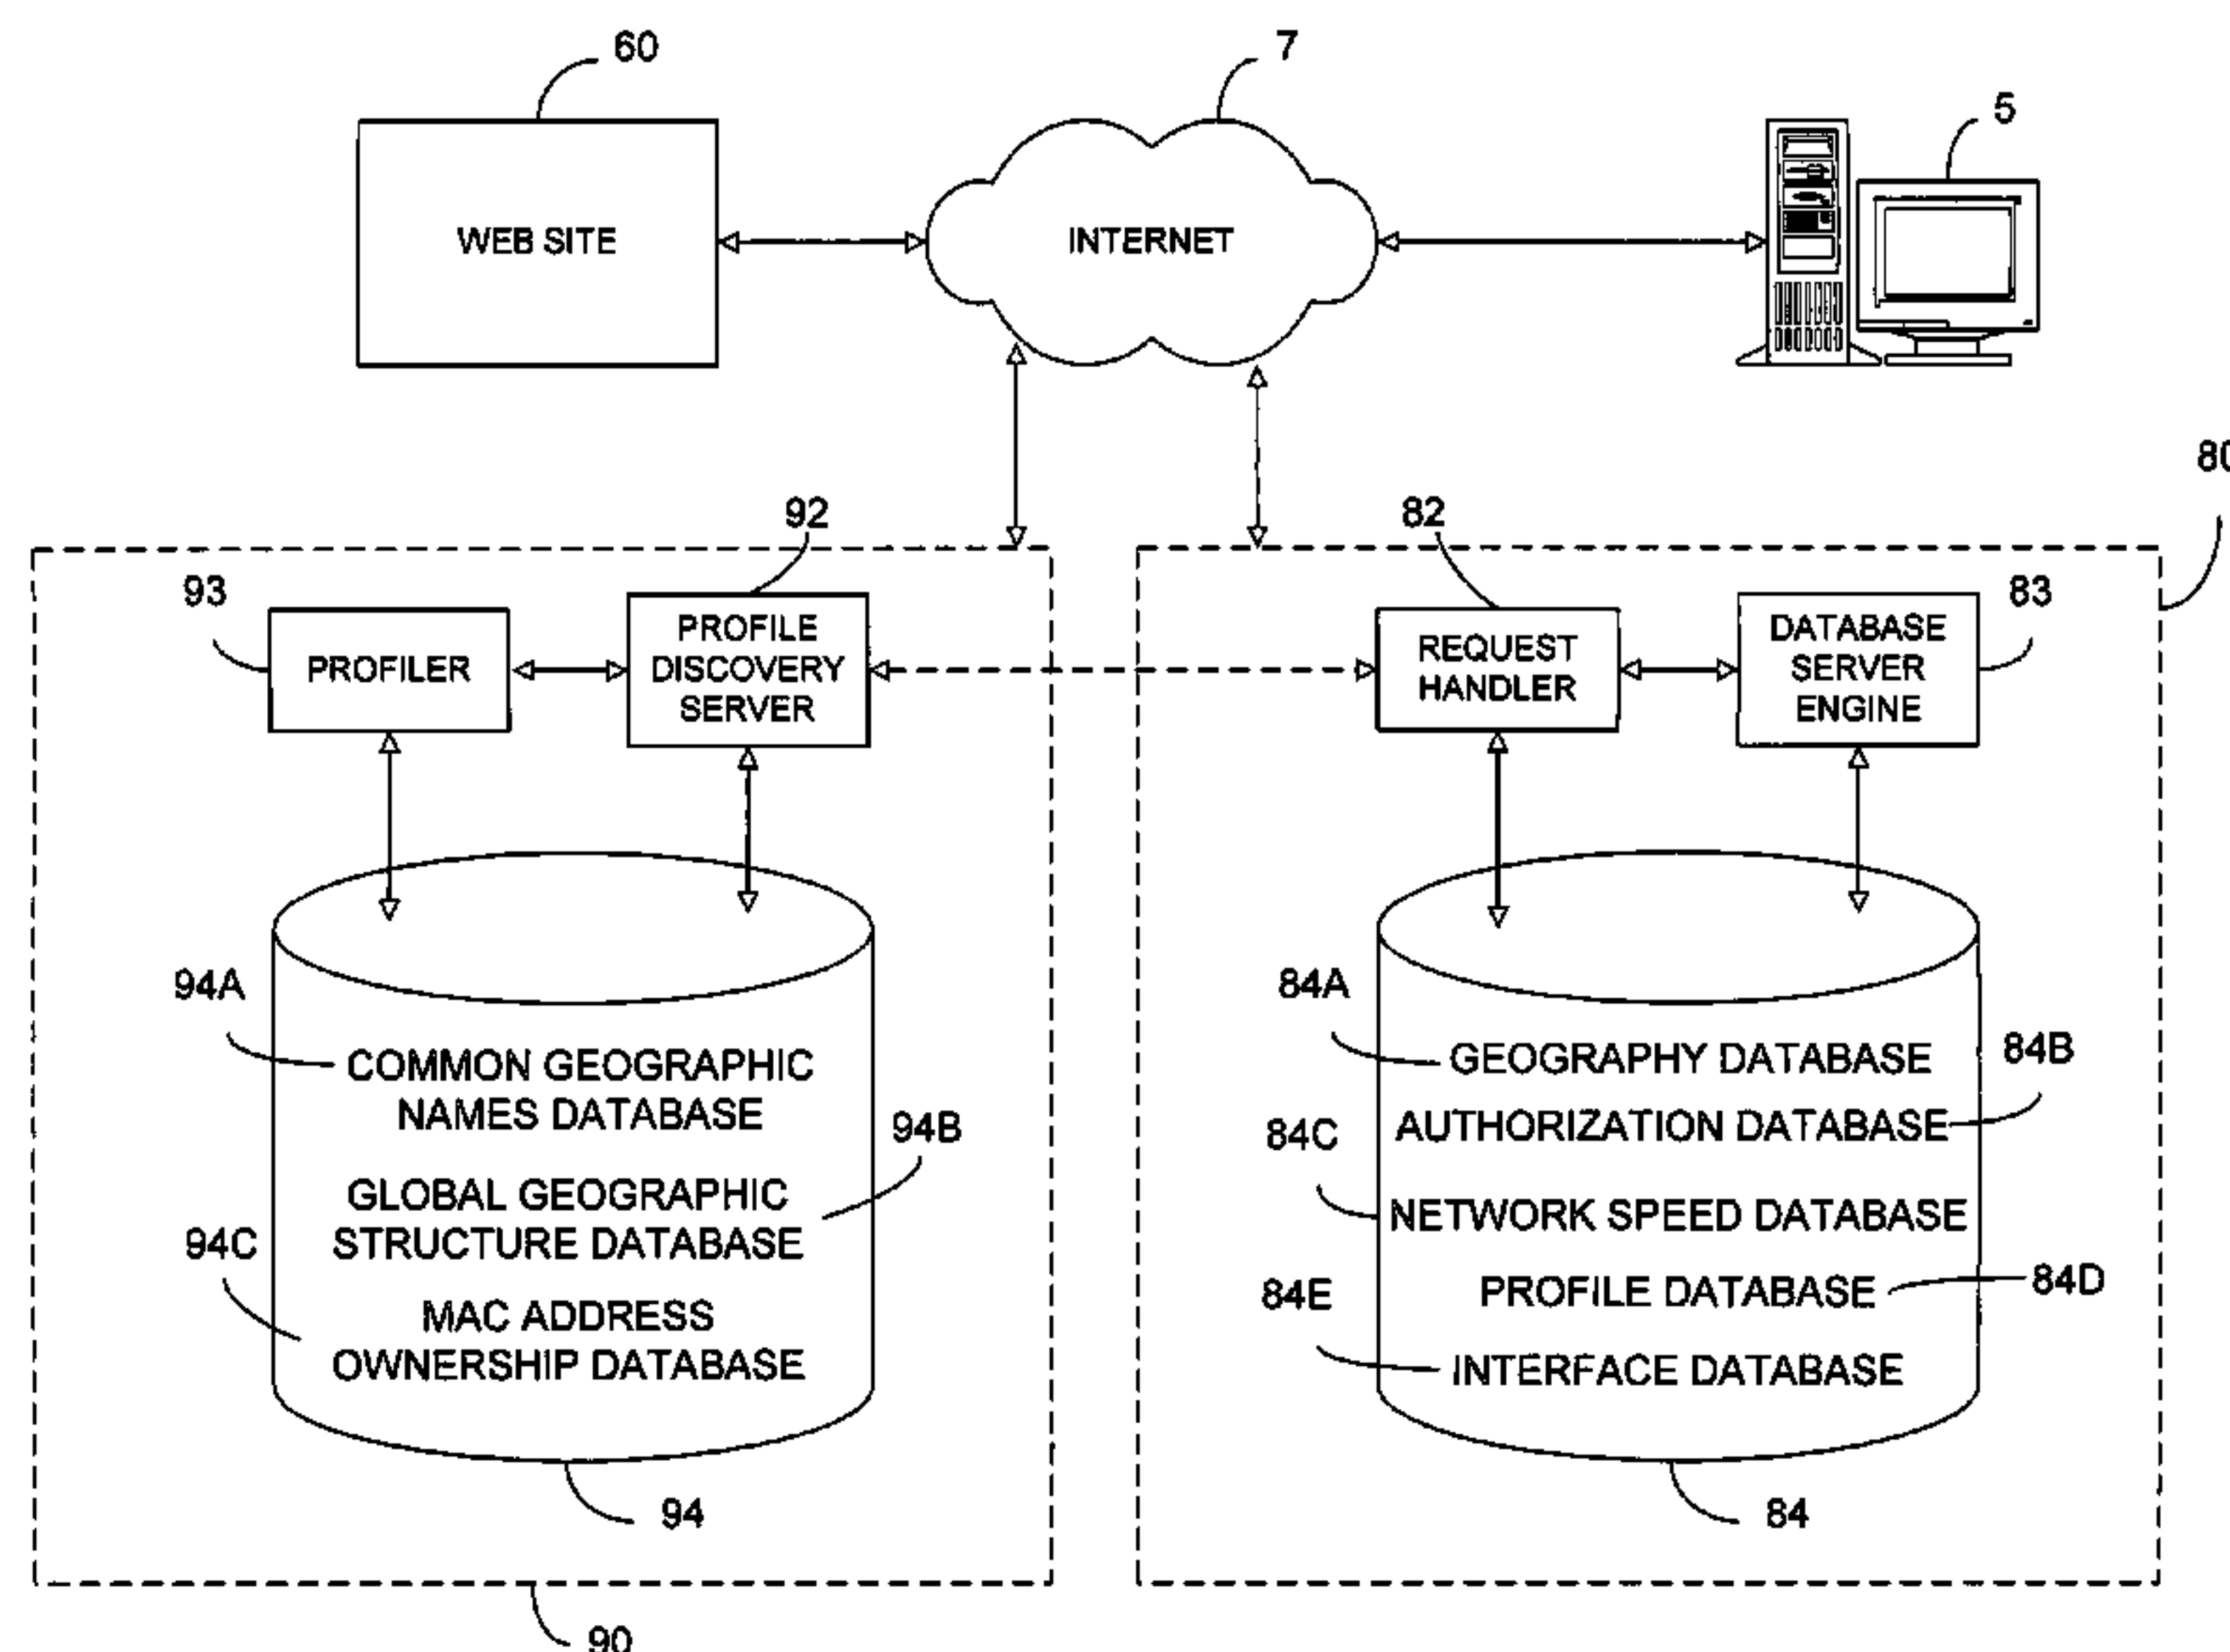 60
7
5
WEB SITE
INTERNET
80
92
82
93
83
PROFILER
PROFILE
DISCOVERY
SERVER
REQUEST
HANDLER
DATABASE
SERVER
ENGINE
94A
COMMON GEOGRAPHIC
NAMES DATABASE
94B
GLOBAL GEOGRAPHIC
STRUCTURE DATABASE
94C
MAC ADDRESS
OWNERSHIP DATABASE
94
90
84A
GEOGRAPHY DATABASE
84B
AUTHORIZATION DATABASE
84C
NETWORK SPEED DATABASE
PROFILE DATABASE
84D
84E
INTERFACE DATABASE
84